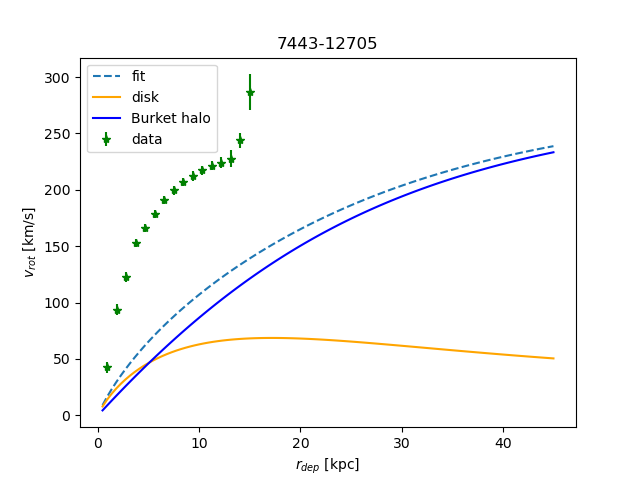 7443-12705
fit
disk
Burket halo
data
v_rot [km/s]
300
250
200
150
100
50
0
0 10 20 30 40
r_dep [kpc]